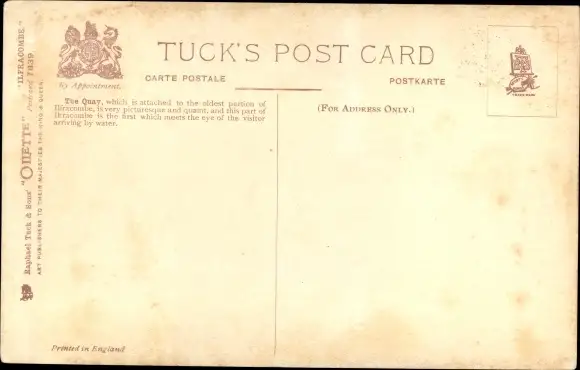 TUCK'S POST CARD
CARTE POSTALE
POSTKARTE
By Appointment.
The Quay, which is attached to the oldest portion of
Ilfracombe, is very picturesque and quaint, and this part of
Ilfracombe is the first which meets the eye of the visitor
arriving by water.
(FOR ADDRESS ONLY.)
Raphael Tuck & Sons' "OILETTE" Postcard 7839 "ILFRACOMBE."
ART PUBLISHERS TO THEIR MAJESTIES THE KING & QUEEN.
Printed in England